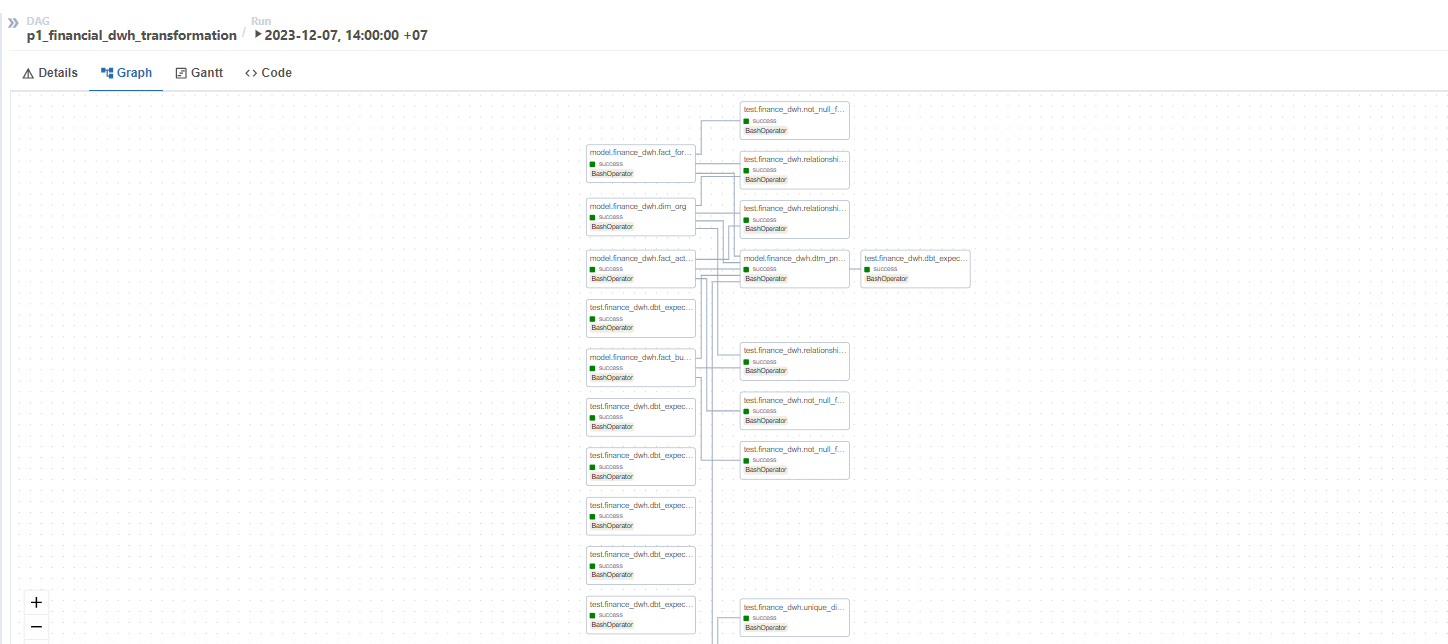 DAG
p1_financial_dwh_transformation
/
Run
2023-12-07, 14:00:00 +07
Details
Graph
Gantt
Code
model.finance_dwh.fact_for...
success
BashOperator
model.finance_dwh.dim_org
success
BashOperator
model.finance_dwh.fact_act...
success
BashOperator
test.finance_dwh.dbt_expec...
success
BashOperator
model.finance_dwh.fact_bu...
success
BashOperator
test.finance_dwh.dbt_expec...
success
BashOperator
test.finance_dwh.dbt_expec...
success
BashOperator
test.finance_dwh.dbt_expec...
success
BashOperator
test.finance_dwh.dbt_expec...
success
BashOperator
test.finance_dwh.dbt_expec...
success
BashOperator
test.finance_dwh.not_null_f...
success
BashOperator
test.finance_dwh.relationshi...
success
BashOperator
test.finance_dwh.relationshi...
success
BashOperator
model.finance_dwh.dtm_pn...
success
BashOperator
test.finance_dwh.relationshi...
success
BashOperator
test.finance_dwh.not_null_f...
success
BashOperator
test.finance_dwh.not_null_f...
success
BashOperator
test.finance_dwh.unique_di...
success
BashOperator
test.finance_dwh.dbt_expec...
success
BashOperator
+
−